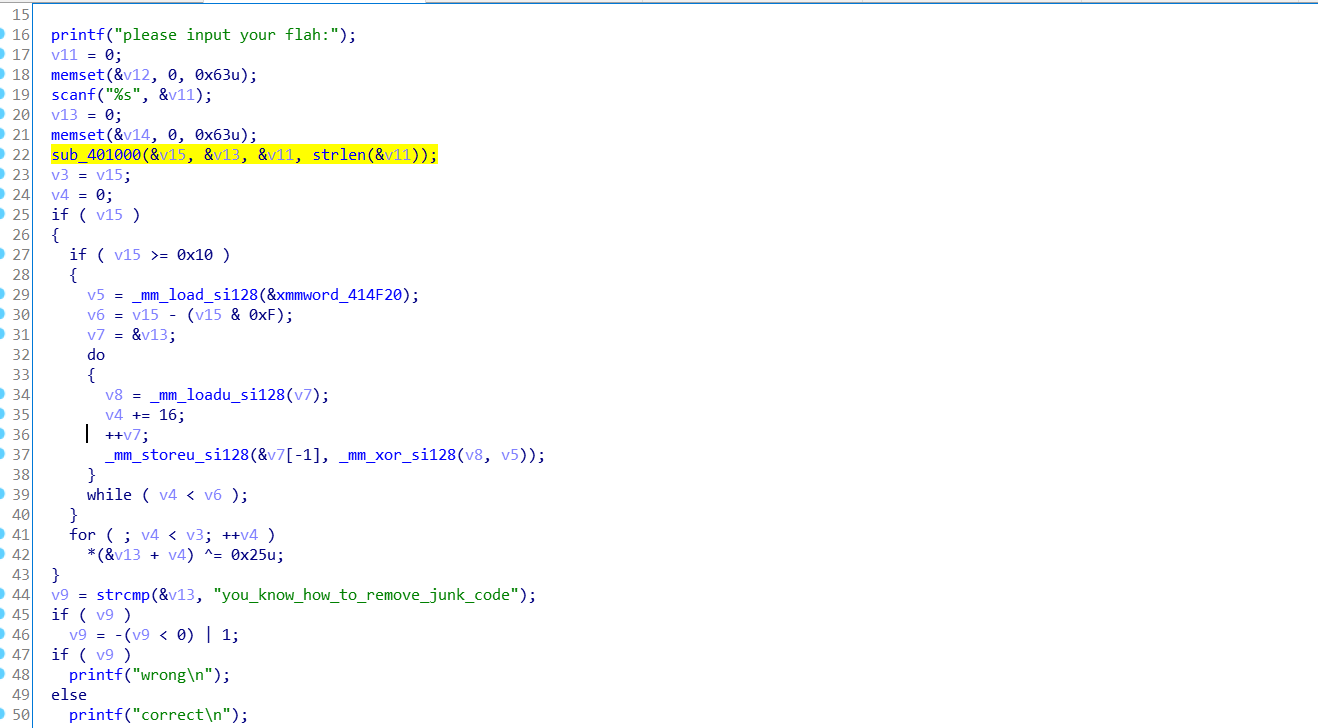 15
16 printf("please input your flah:");
17 v11 = 0;
18 memset(&v12, 0, 0x63u);
19 scanf("%s", &v11);
20 v13 = 0;
21 memset(&v14, 0, 0x63u);
22 sub_401000(&v15, &v13, &v11, strlen(&v11));
23 v3 = v15;
24 v4 = 0;
25 if ( v15 )
26 {
27 if ( v15 >= 0x10 )
28 {
29 v5 = _mm_load_si128(&xmmword_414F20);
30 v6 = v15 - (v15 & 0xF);
31 v7 = &v13;
32 do
33 {
34 v8 = _mm_loadu_si128(v7);
35 v4 += 16;
36 ++v7;
37 _mm_storeu_si128(&v7[-1], _mm_xor_si128(v8, v5));
38 }
39 while ( v4 < v6 );
40 }
41 for ( ; v4 < v3; ++v4 )
42 *(&v13 + v4) ^= 0x25u;
43 }
44 v9 = strcmp(&v13, "you_know_how_to_remove_junk_code");
45 if ( v9 )
46 v9 = -(v9 < 0) | 1;
47 if ( v9 )
48 printf("wrong\n");
49 else
50 printf("correct\n");